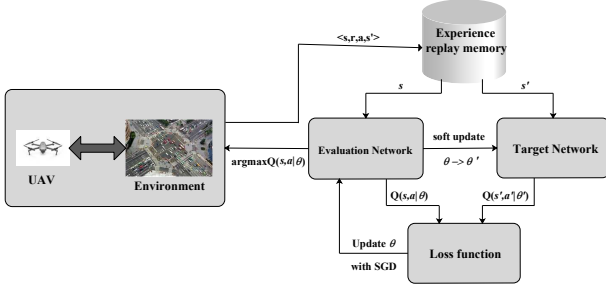 Experience
replay memory
<s,r,a,s'>
s
s'
UAV
Environment
argmaxQ(s,a|θ)
Evaluation Network
soft update
θ -> θ '
Target Network
Q(s,a|θ)
Q(s',a'|θ')
Update θ
with SGD
Loss function